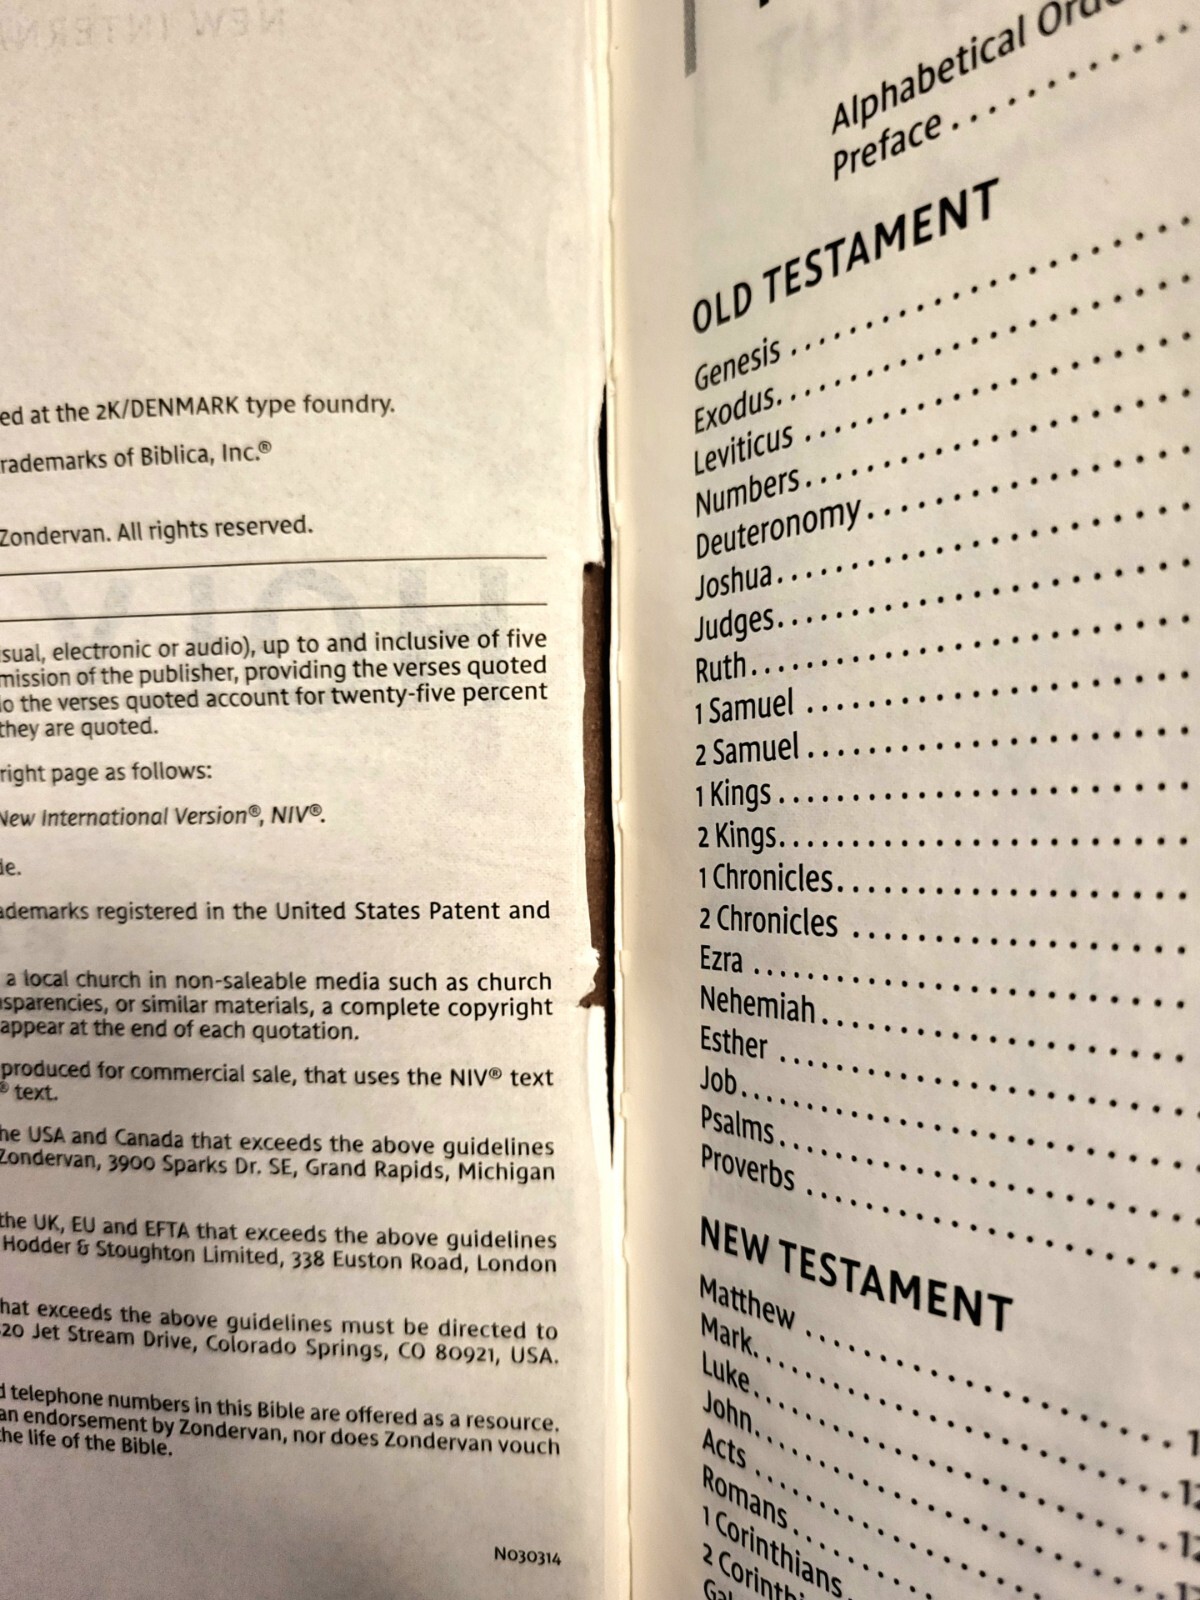 ed at the 2K/DENMARK type foundry.
rademarks of Biblica, Inc.®
Zondervan. All rights reserved.
isual, electronic or audio), up to and inclusive of five
mission of the publisher, providing the verses quoted
do the verses quoted account for twenty-five percent
they are quoted.
right page as follows:
New International Version®, NIV®.
de.
ademarks registered in the United States Patent and
a local church in non-saleable media such as church
nsparencies, or similar materials, a complete copyright
appear at the end of each quotation.
produced for commercial sale, that uses the NIV® text
® text.
he USA and Canada that exceeds the above guidelines
Zondervan, 3900 Sparks Dr. SE, Grand Rapids, Michigan
the UK, EU and EFTA that exceeds the above guidelines
Hodder & Stoughton Limited, 338 Euston Road, London
hat exceeds the above guidelines must be directed to
820 Jet Stream Drive, Colorado Springs, CO 80921, USA.
d telephone numbers in this Bible are offered as a resource.
an endorsement by Zondervan, nor does Zondervan vouch
he life of the Bible.
N030314
Alphabetical Orde
Preface
OLD TESTAMENT
Genesis
Exodus
Leviticus
Numbers
Deuteronomy
Joshua
Judges
Ruth
1 Samuel
2 Samuel
1 Kings
2 Kings
1 Chronicles
2 Chronicles
Ezra
Nehemiah
Esther
Job
Psalms
Proverbs
NEW TESTAMENT
Matthew
Mark
Luke
John
Acts
Romans
1 Corinthians
2 Corinthi
Gal